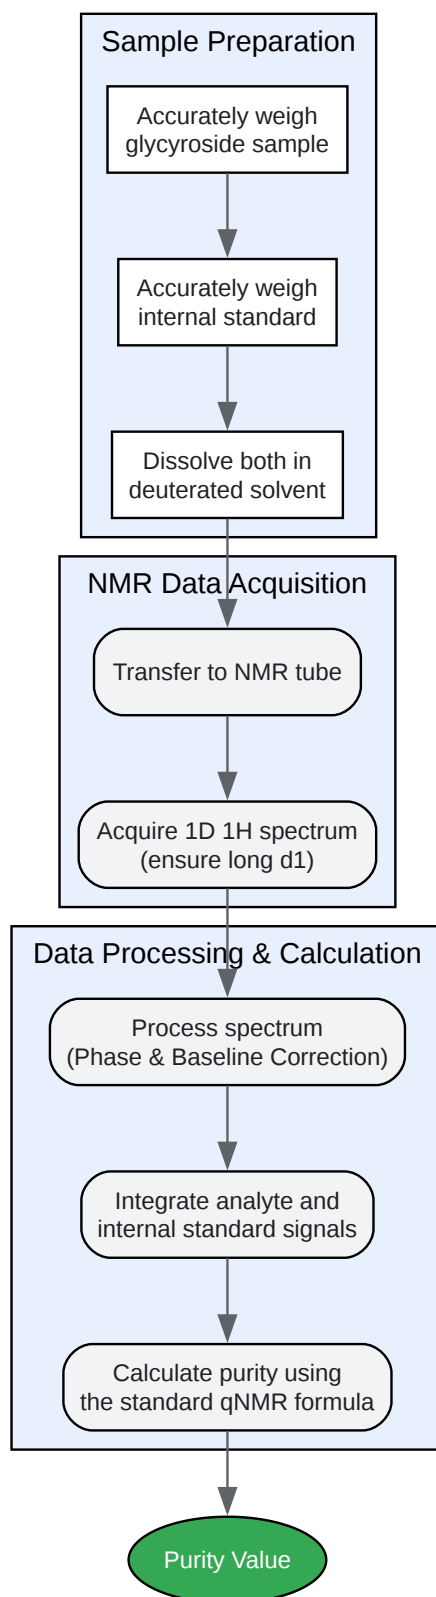 Sample Preparation
Accurately weigh
glycyroside sample
Accurately weigh
internal standard
Dissolve both in
deuterated solvent
NMR Data Acquisition
Transfer to NMR tube
Acquire 1D 1H spectrum
(ensure long d1)
Data Processing & Calculation
Process spectrum
(Phase & Baseline Correction)
Integrate analyte and
internal standard signals
Calculate purity using
the standard qNMR formula
Purity Value